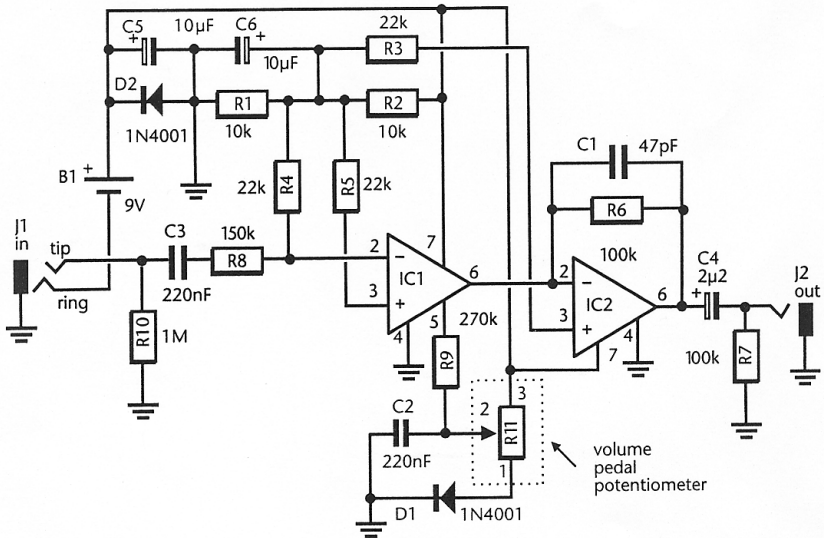 C5
10µF
C6
22k
+
+
R3
10µF
D2
R1
R2
1N4001
10k
10k
B1
+
22k
R4
R5
22k
9V
J1
in
tip
C3
150k
R8
220nF
ring
R10
1M
2
−
7
IC1
6
3
+
4
5
270k
R9
C1
47pF
R6
100k
2
−
IC2
6
3
+
4
7
C4
2µ2
+
J2
out
100k
R7
C2
220nF
2
3
R11
1
D1
1N4001
volume
pedal
potentiometer